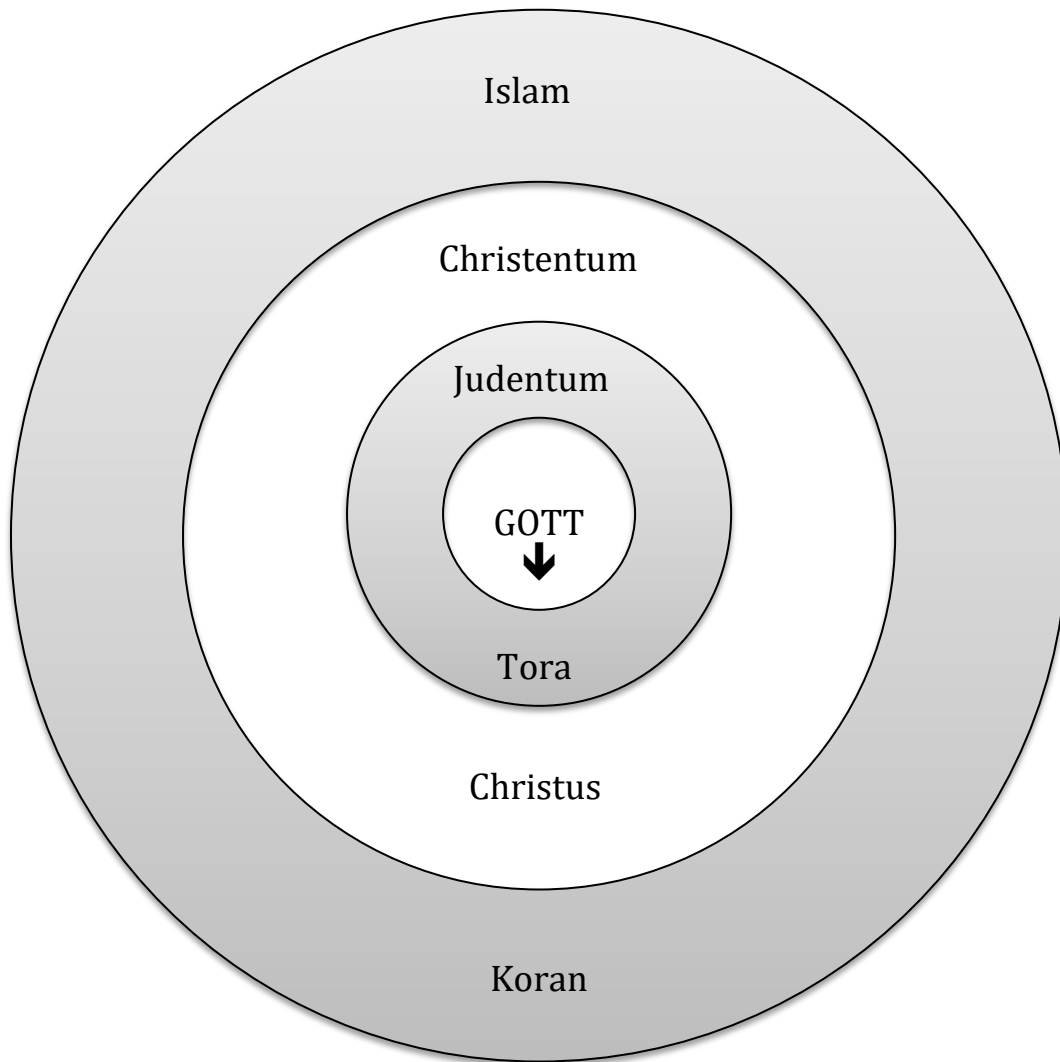 Islam
Christentum
Judentum
GOTT
Tora
Christus
Koran